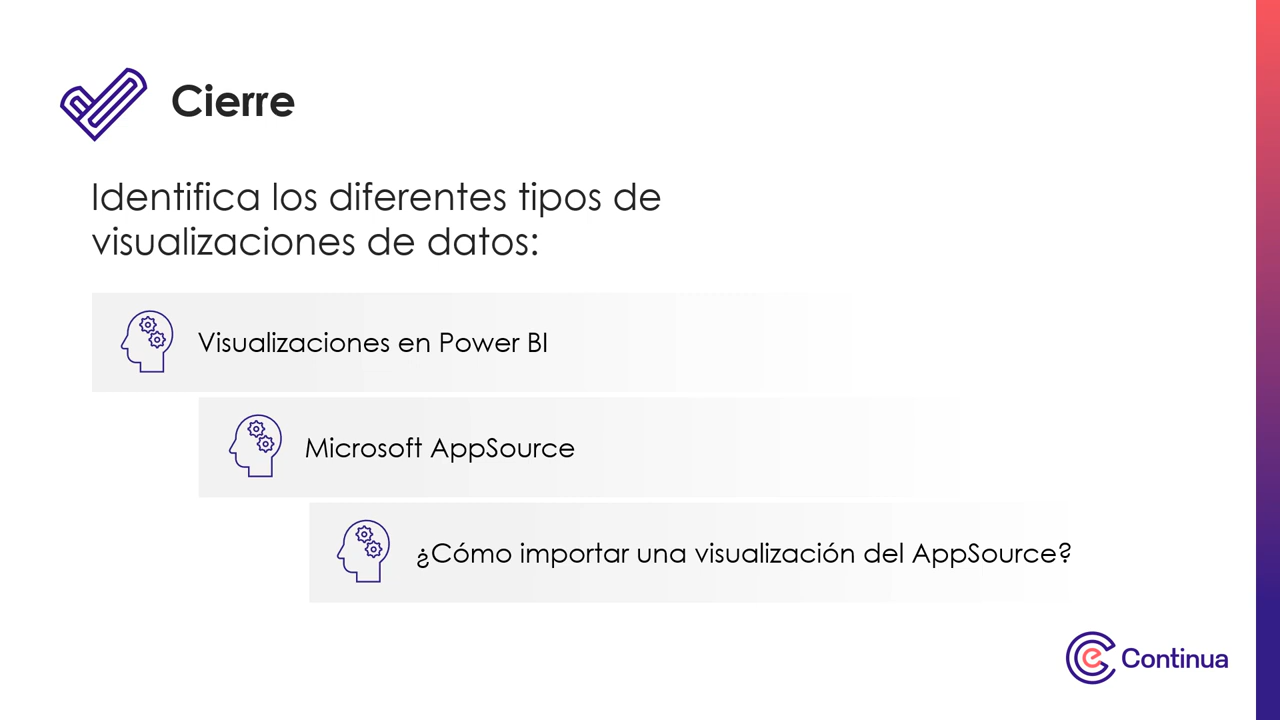 Cierre
Identifica los diferentes tipos de
visualizaciones de datos:
Visualizaciones en Power BI
Microsoft AppSource
¿Cómo importar una visualización del AppSource?
e Continua